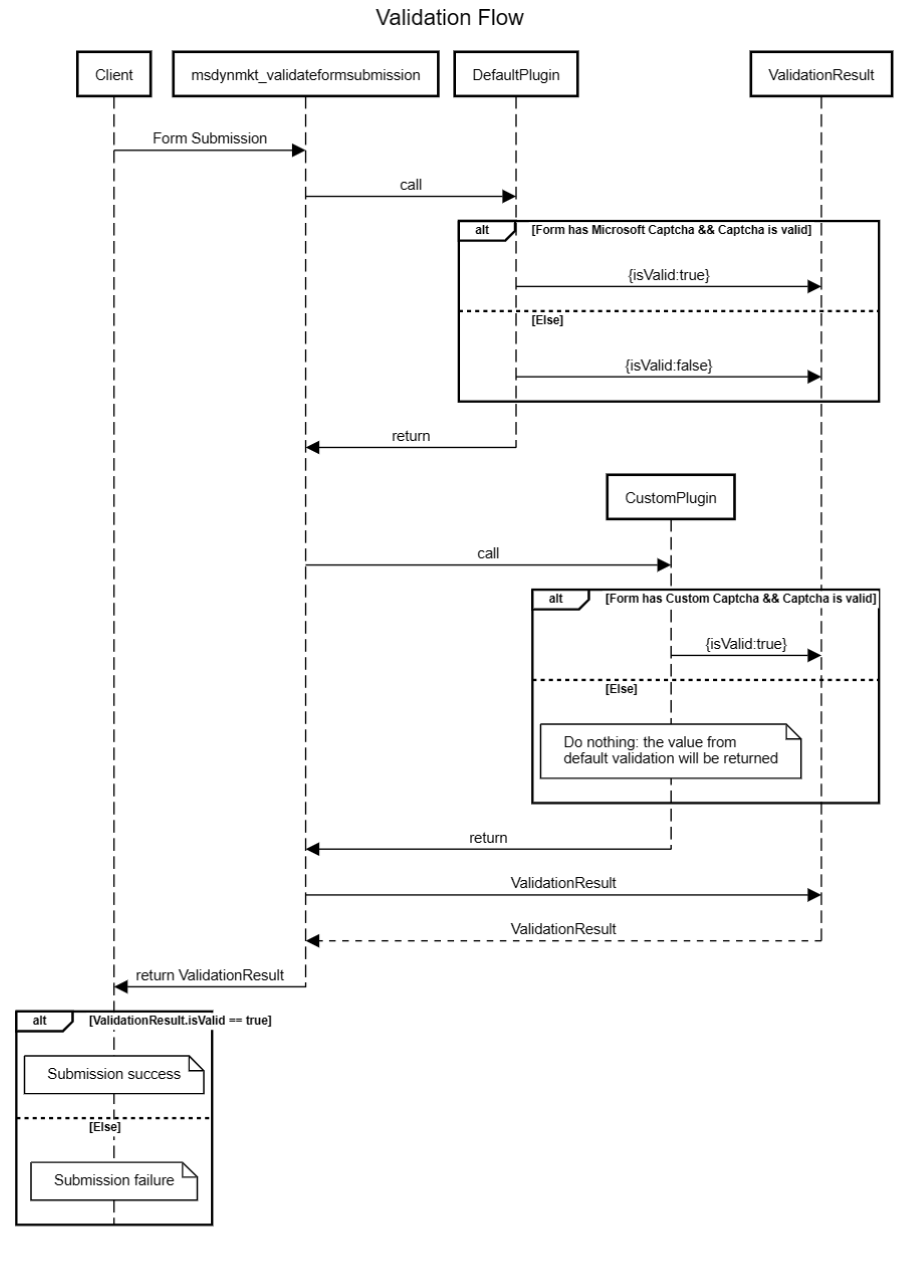 Validation Flow
Client
msdynmkt_validateformsubmission
DefaultPlugin
ValidationResult
Form Submission
call
alt
[Form has Microsoft Captcha && Captcha is valid]
{isValid:true}
[Else]
{isValid:false}
return
CustomPlugin
call
alt
[Form has Custom Captcha && Captcha is valid]
{isValid:true}
[Else]
Do nothing: the value from
default validation will be returned
return
ValidationResult
ValidationResult
return ValidationResult
alt
[ValidationResult.isValid == true]
Submission success
[Else]
Submission failure